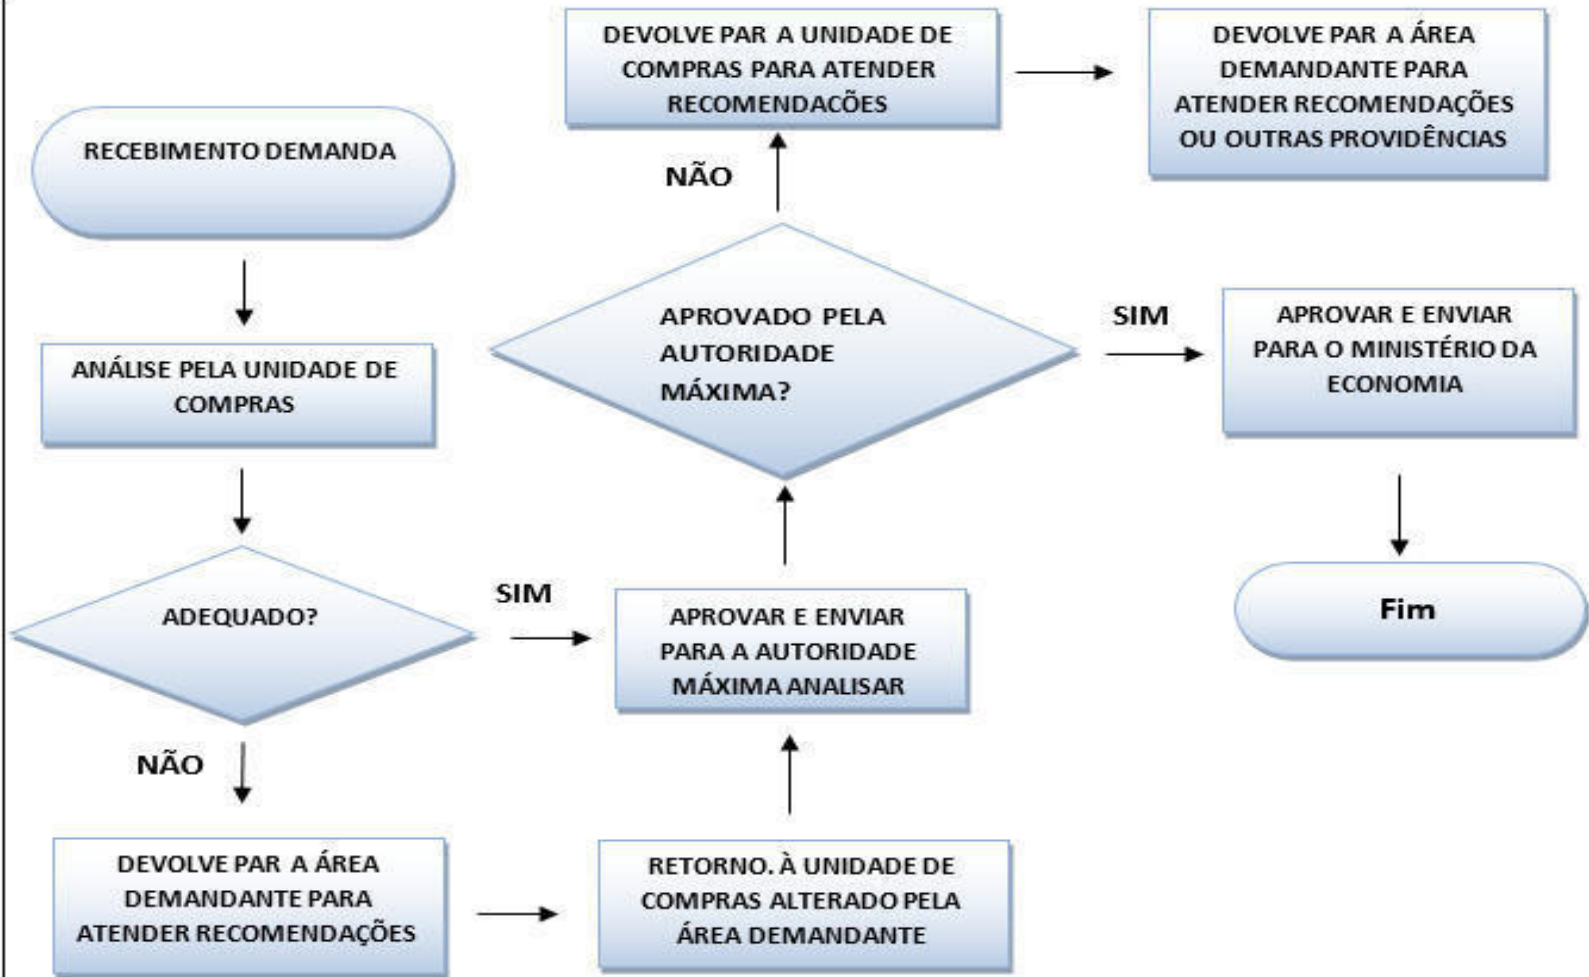 RECEBIMENTO DEMANDA
ANÁLISE PELA UNIDADE DE
COMPRAS
ADEQUADO?
SIM
NÃO
DEVOLVE PAR A ÁREA
DEMANDANTE PARA
ATENDER RECOMENDAÇÕES
RETORNO. À UNIDADE DE
COMPRAS ALTERADO PELA
ÁREA DEMANDANTE
APROVAR E ENVIAR
PARA A AUTORIDADE
MÁXIMA ANALISAR
APROVADO PELA
AUTORIDADE
MÁXIMA?
NÃO
DEVOLVE PAR A UNIDADE DE
COMPRAS PARA ATENDER
RECOMENDACÕES
DEVOLVE PAR A ÁREA
DEMANDANTE PARA
ATENDER RECOMENDAÇÕES
OU OUTRAS PROVIDÊNCIAS
SIM
APROVAR E ENVIAR
PARA O MINISTÉRIO DA
ECONOMIA
Fim